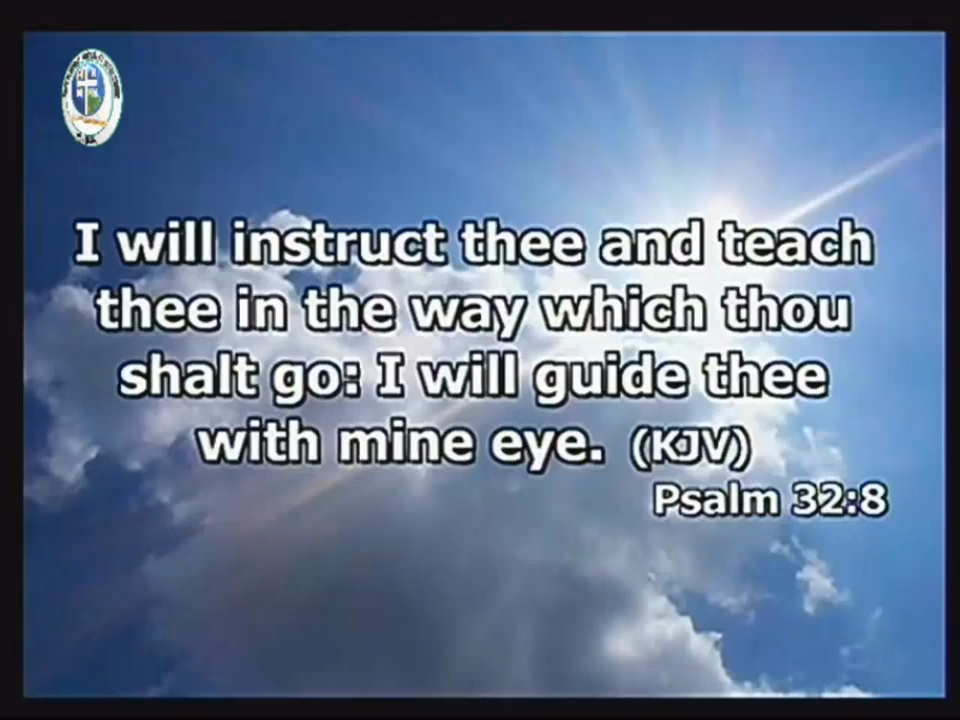 I will instruct thee and teach
thee in the way which thou
shalt go: I will guide thee
with mine eye. (KJV)
Psalm 32:8